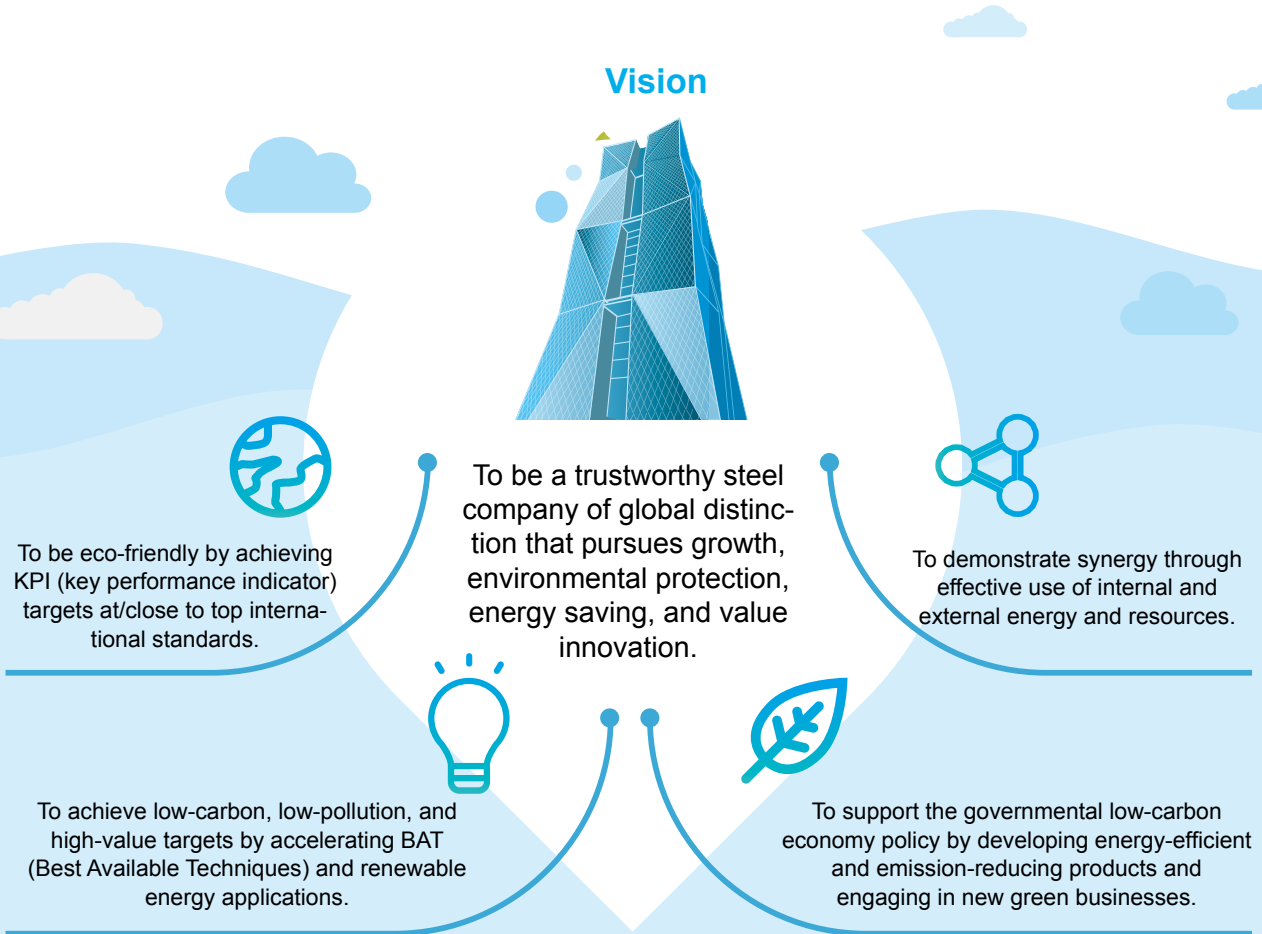 Vision
To be a trustworthy steel
company of global distinc-
tion that pursues growth,
environmental protection,
energy saving, and value
innovation.
To be eco-friendly by achieving
KPI (key performance indicator)
targets at/close to top interna-
tional standards.
To demonstrate synergy through
effective use of internal and
external energy and resources.
To achieve low-carbon, low-pollution, and
high-value targets by accelerating BAT
(Best Available Techniques) and renewable
energy applications.
To support the governmental low-carbon
economy policy by developing energy-efficient
and emission-reducing products and
engaging in new green businesses.